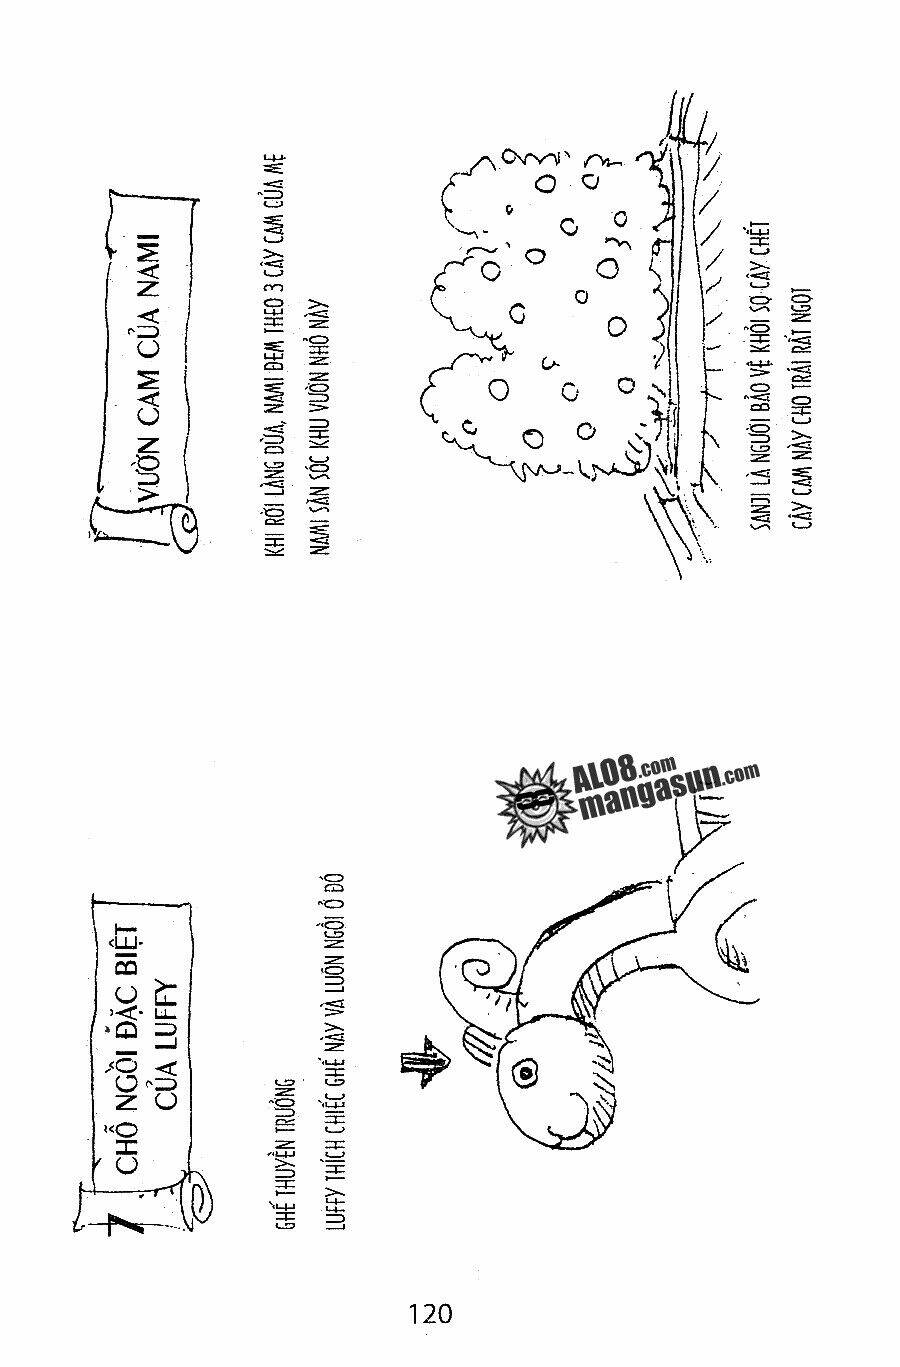 7
CHỖ NGỒI ĐẶC BIỆT
CỦA LUFFY
GHẾ THUYỀN TRƯỞNG
LUFFY THÍCH CHIẾC GHẾ NÀY VÀ LUÔN NGỒI Ở ĐÓ
VƯỜN CAM CỦA NAMI
KHI RỜI LÀNG DỪA, NAMI ĐEM THEO 3 CÂY CAM CỦA MẸ
NAMI SĂN SÓC KHU VƯỜN NHỎ NÀY
SANJI LÀ NGƯỜI BẢO VỆ KHỎI SỢ CÂY CHẾT
CÂY CAM NÀY CHO TRÁI RẤT NGỌT
ALO8.com
mangasun.com
120